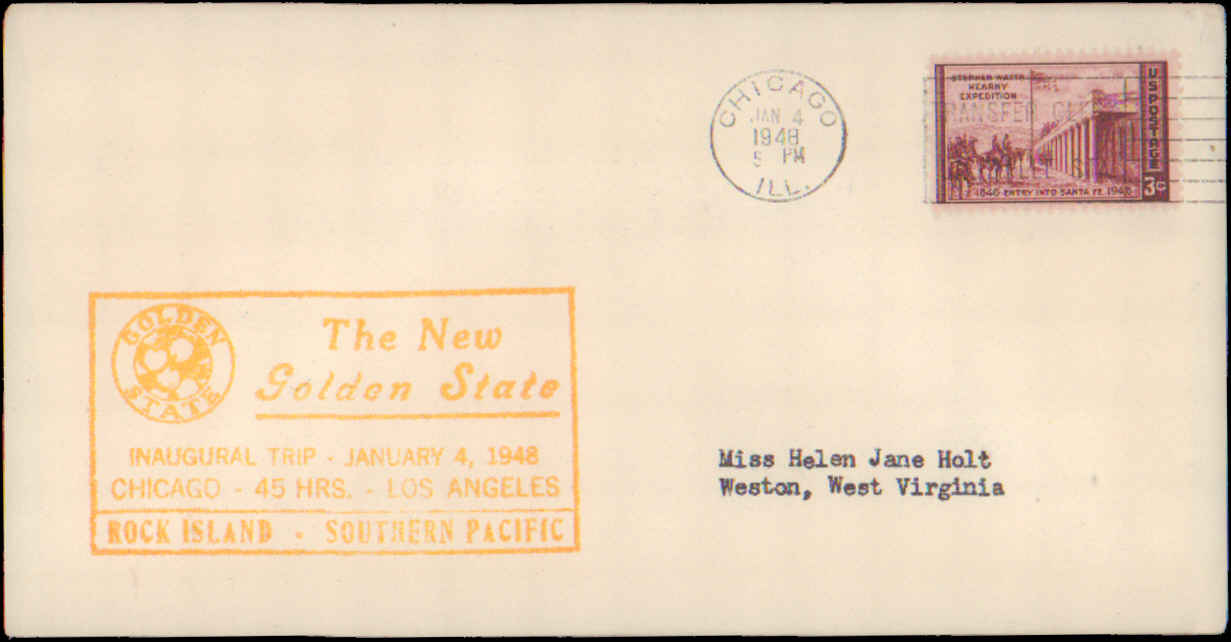 CHICAGO
JAN 4
1948
5 PM
ILL.
STEPHEN WATTS
KEARNY
EXPEDITION
U S POSTAGE
TRANSFER
1846 ENTRY INTO SANTA FE 1946
3¢
GOLDEN
STATE
The New
Golden State
INAUGURAL TRIP - JANUARY 4, 1948
CHICAGO - 45 HRS. - LOS ANGELES
ROCK ISLAND - SOUTHERN PACIFIC
Miss Helen Jane Holt
Weston, West Virginia